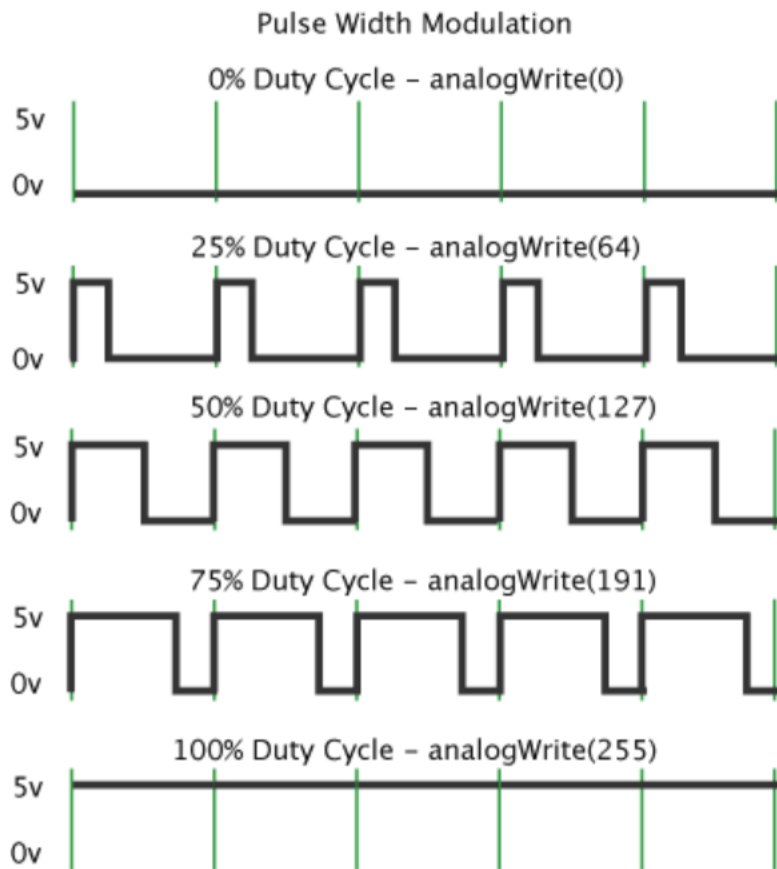 Pulse Width Modulation
0% Duty Cycle – analogWrite(0)
5v
0v
25% Duty Cycle – analogWrite(64)
5v
0v
50% Duty Cycle – analogWrite(127)
5v
0v
75% Duty Cycle – analogWrite(191)
5v
0v
100% Duty Cycle – analogWrite(255)
5v
0v